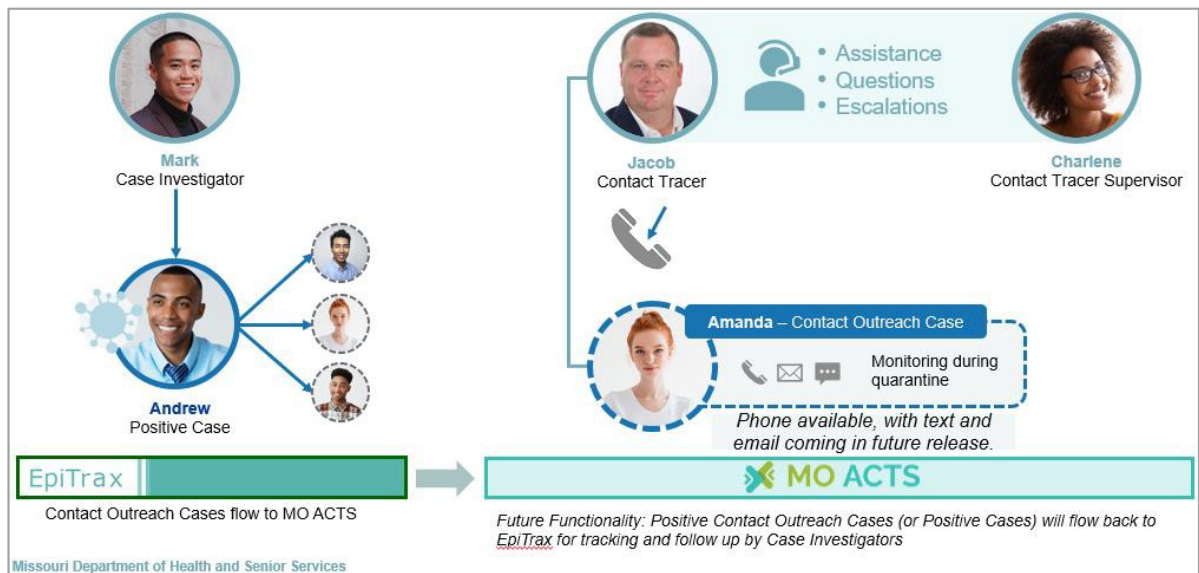 Mark
Case Investigator
Andrew
Positive Case
EpiTrax
Contact Outreach Cases flow to MO ACTS
Missouri Department of Health and Senior Services
• Assistance
• Questions
• Escalations
Jacob
Contact Tracer
Charlene
Contact Tracer Supervisor
Amanda – Contact Outreach Case
Monitoring during
quarantine
Phone available, with text and
email coming in future release.
MO ACTS
Future Functionality: Positive Contact Outreach Cases (or Positive Cases) will flow back to
EpiTrax for tracking and follow up by Case Investigators